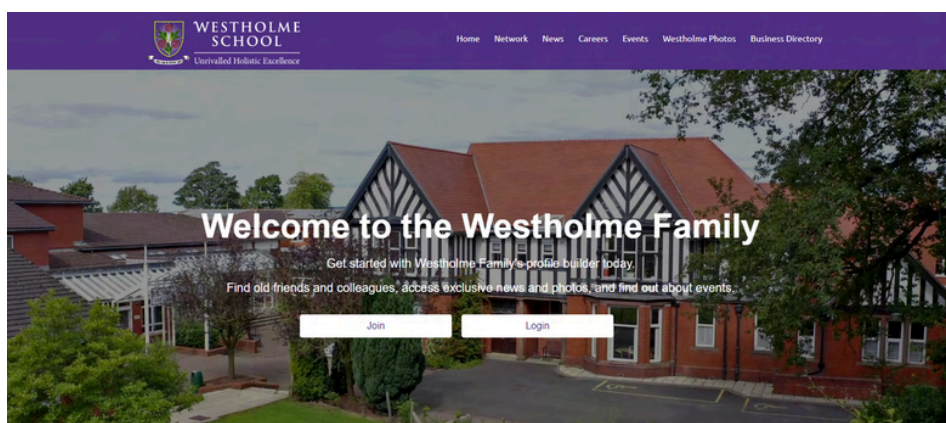 WESTHOLME
SCHOOL
Unrivalled Holistic Excellence
Home Network News Careers Events Westholme Photos Business Directory
Welcome to the Westholme Family
Get started with Westholme Family's profile builder today.
Find old friends and colleagues, access exclusive news and photos, and find out about events.
Join Login